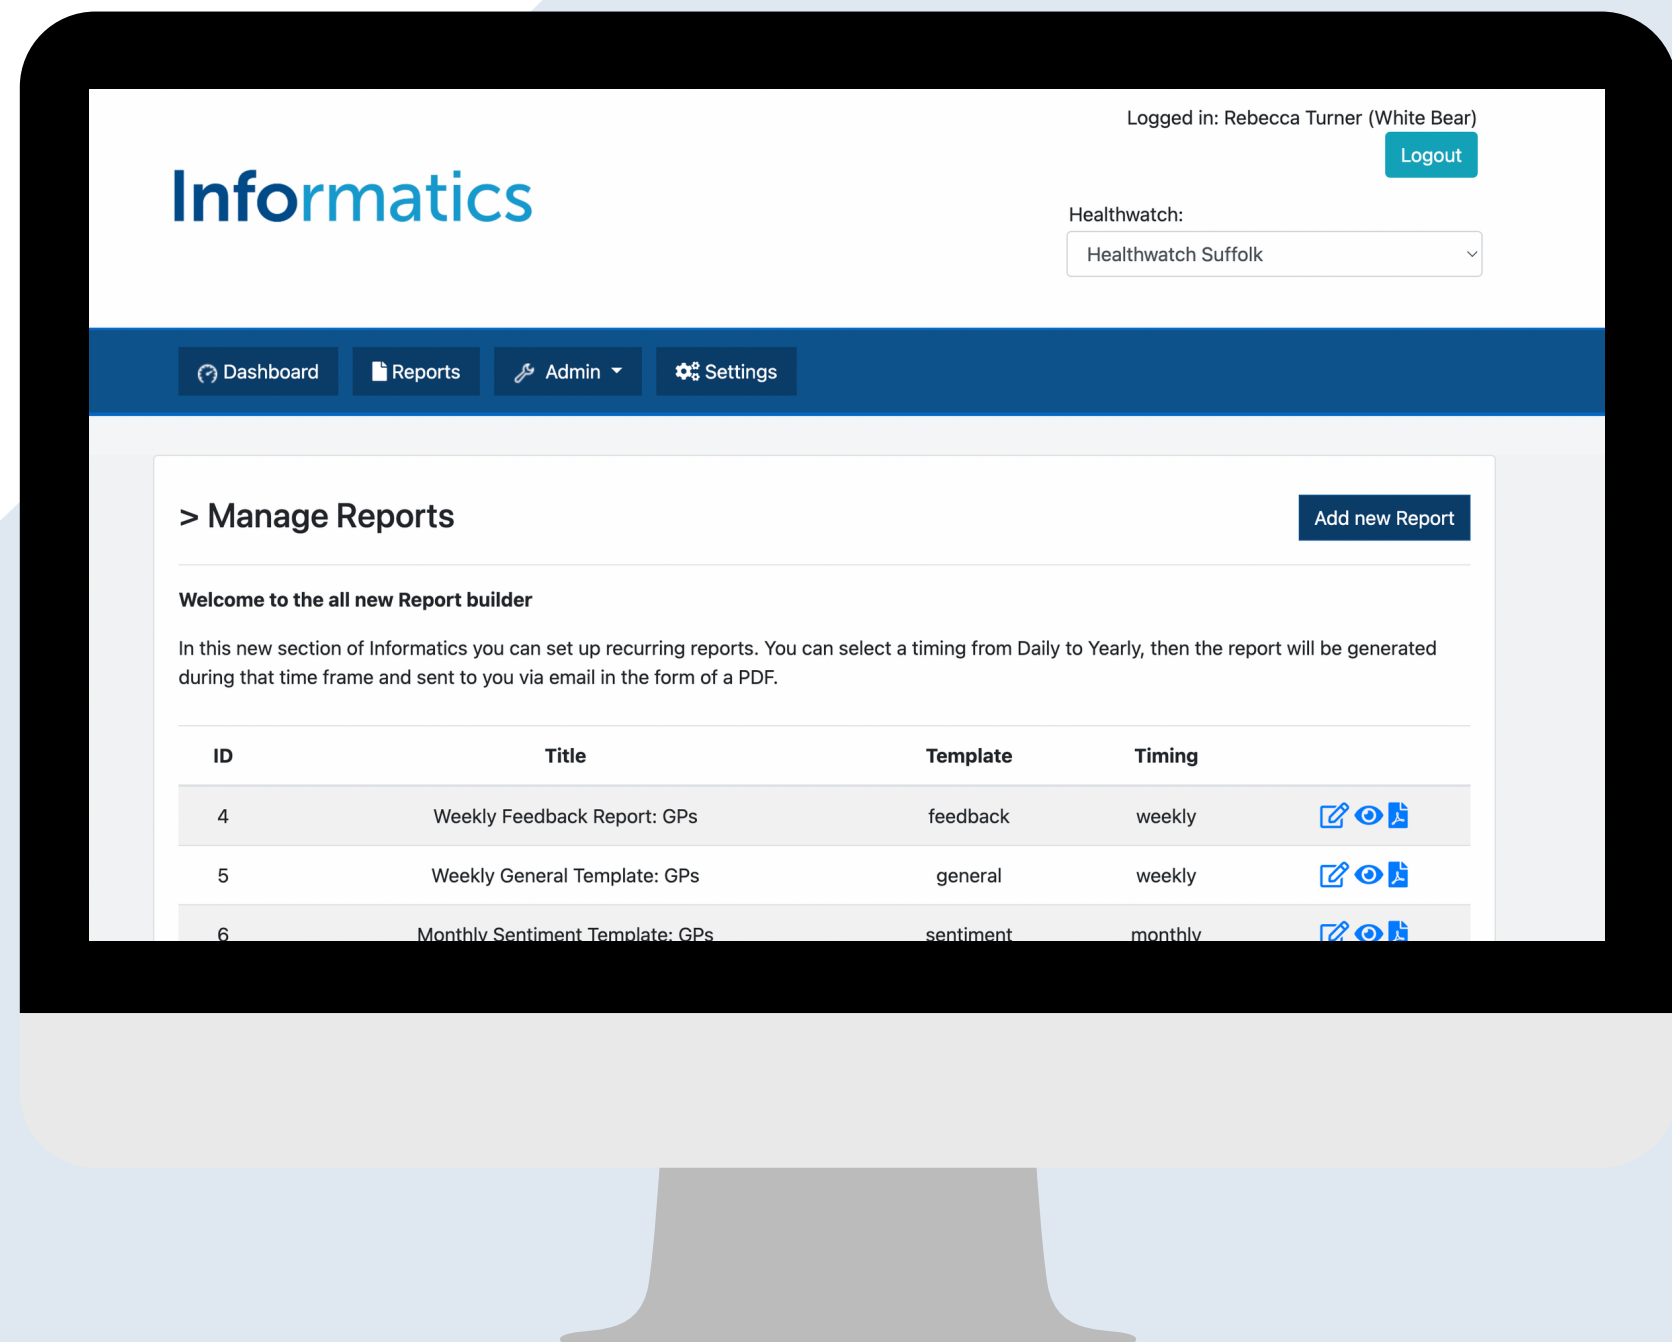 Logged in: Rebecca Turner (White Bear)
Logout
Informatics
Healthwatch:
Healthwatch Suffolk
Dashboard Reports Admin Settings
> Manage Reports Add new Report
Welcome to the all new Report builder
In this new section of Informatics you can set up recurring reports. You can select a timing from Daily to Yearly, then the report will be generated
during that time frame and sent to you via email in the form of a PDF.
ID Title Template Timing
4 Weekly Feedback Report: GPs feedback weekly
5 Weekly General Template: GPs general weekly
6 Monthly Sentiment Template: GPs sentiment monthly